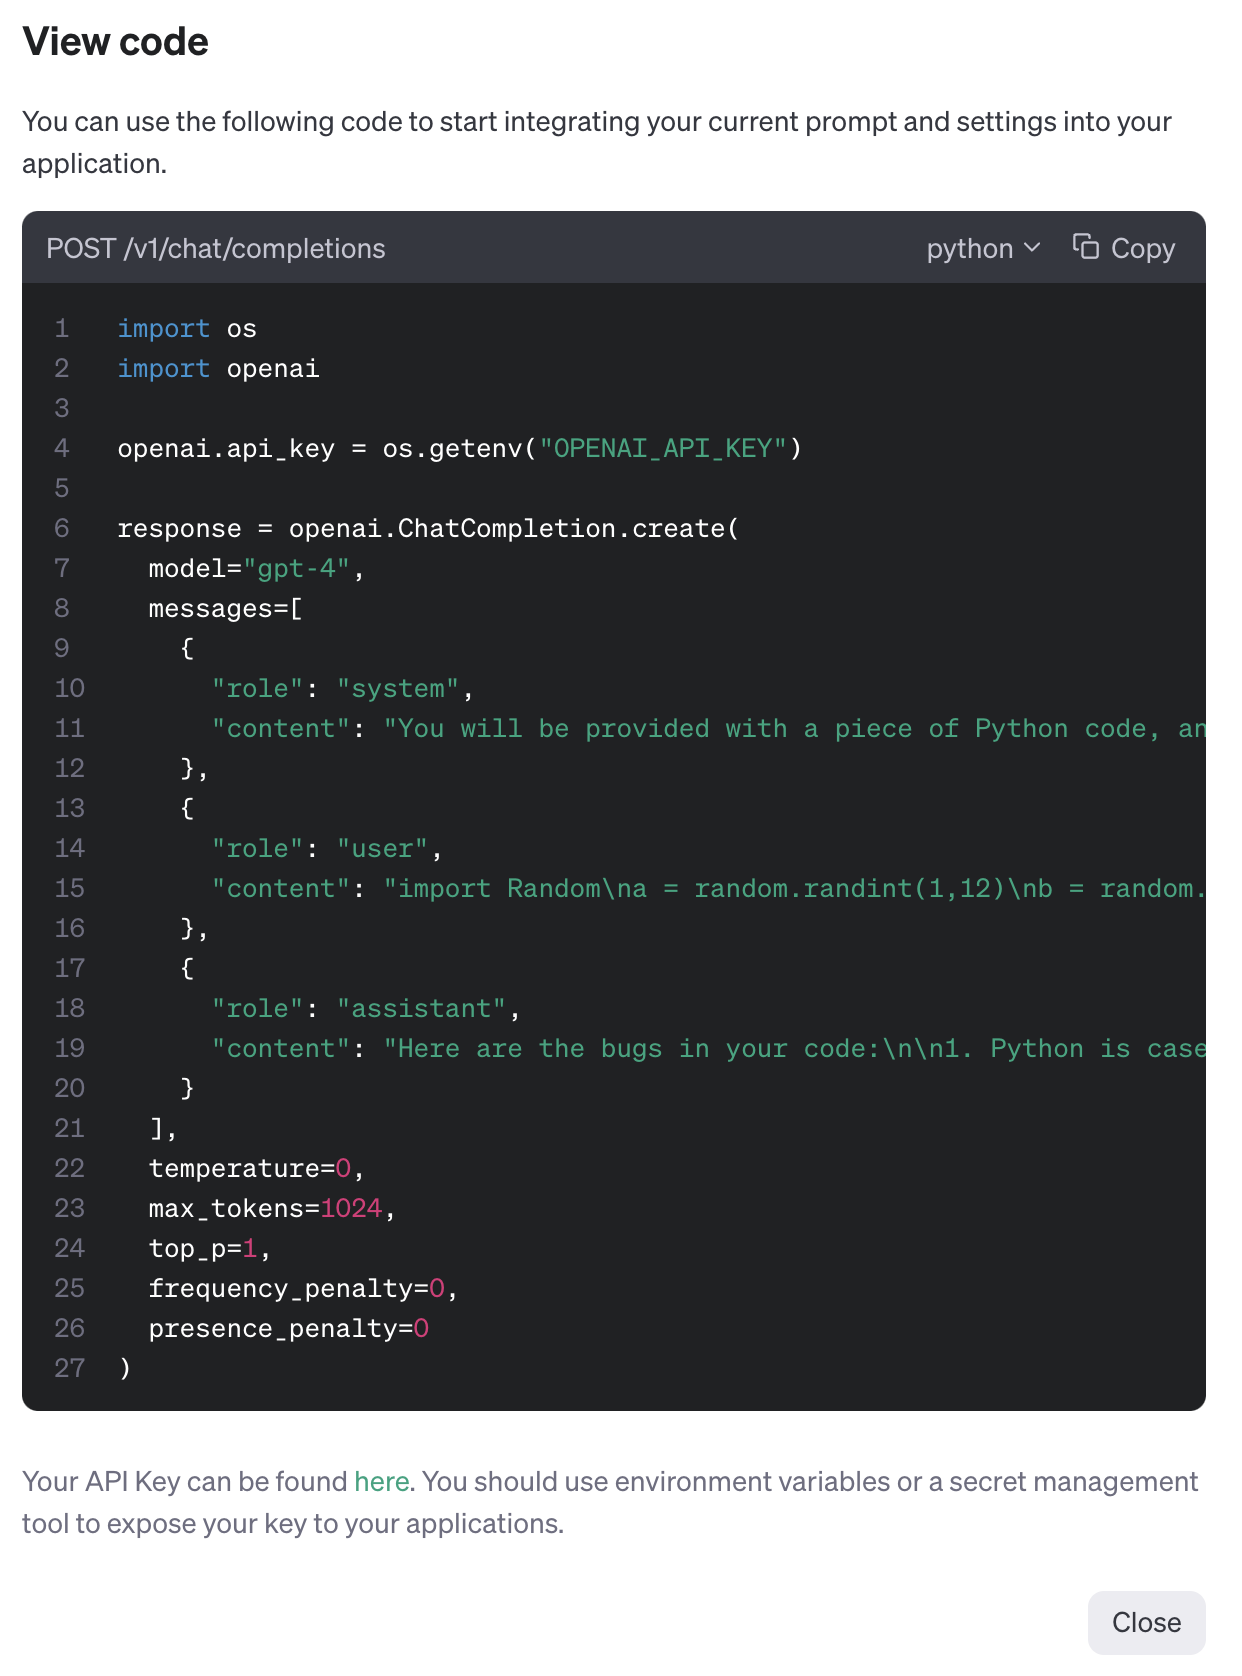 View code
You can use the following code to start integrating your current prompt and settings into your
application.
POST /v1/chat/completions python Copy
1 import os
2 import openai
3
4 openai.api_key = os.getenv("OPENAI_API_KEY")
5
6 response = openai.ChatCompletion.create(
7   model="gpt-4",
8   messages=[
9     {
10       "role": "system",
11       "content": "You will be provided with a piece of Python code, an
12     },
13     {
14       "role": "user",
15       "content": "import Random\na = random.randint(1,12)\nb = random.
16     },
17     {
18       "role": "assistant",
19       "content": "Here are the bugs in your code:\n\n1. Python is case
20     }
21   ],
22   temperature=0,
23   max_tokens=1024,
24   top_p=1,
25   frequency_penalty=0,
26   presence_penalty=0
27 )
Your API Key can be found here. You should use environment variables or a secret management
tool to expose your key to your applications.
Close